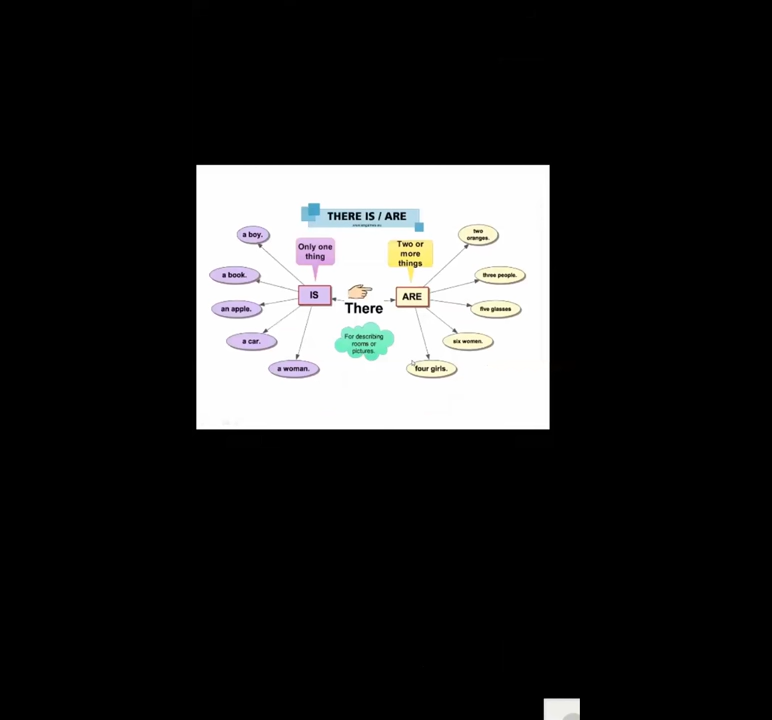 THERE IS / ARE
Only one
thing
Two or
more
things
IS
There
ARE
For describing
rooms or
pictures.
a boy.
a book.
an apple.
a car.
a woman.
two
oranges.
three people.
five glasses
six women.
four girls.